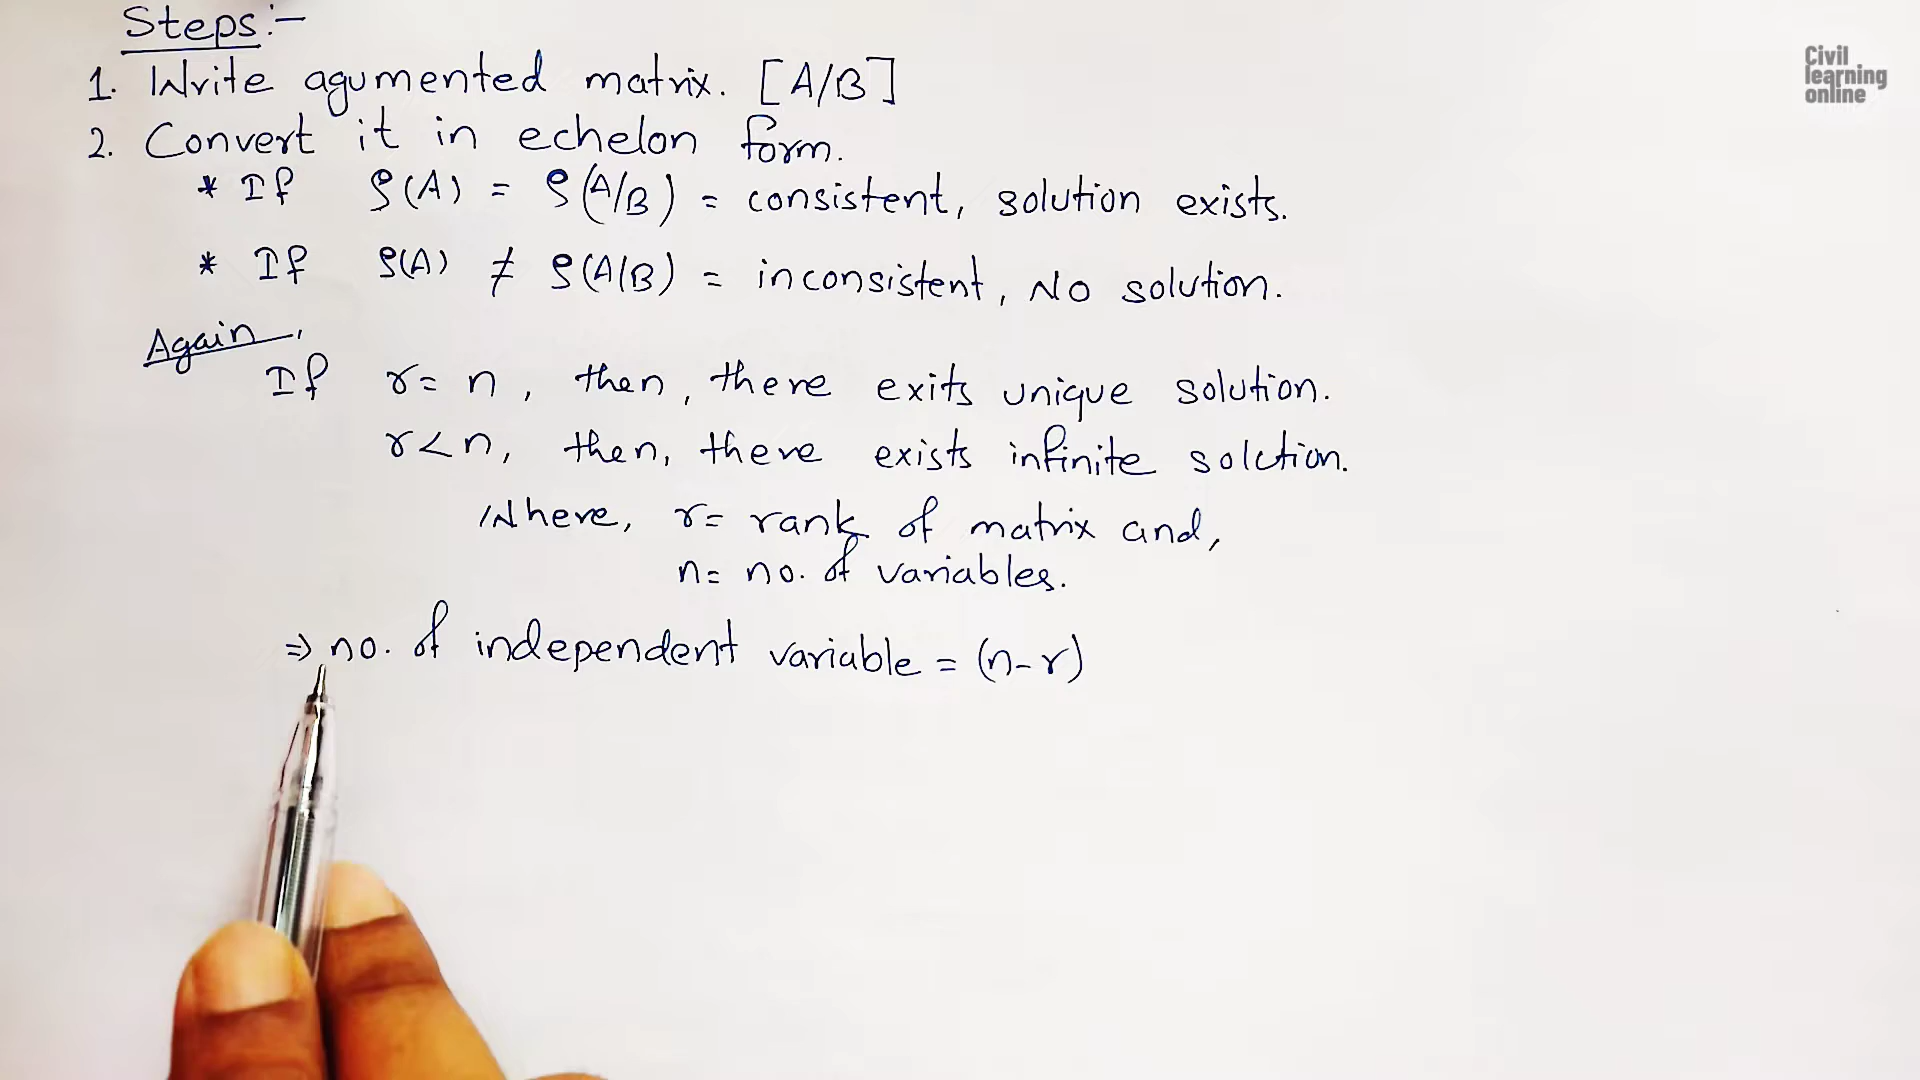 Steps:-
1. Write agumented matrix. [A/B]
2. Convert it in echelon form.
* If ρ(A) = ρ(A/B) = consistent, solution exists.
* If ρ(A) ≠ ρ(A/B) = inconsistent, No solution.
Again,
If r = n, then, there exits unique solution.
r < n, then, there exists infinite solction.
Where, r = rank of matrix and,
n = no. of variables.
⇒ no. of independent variable = (n - r)
Civil
learning
online